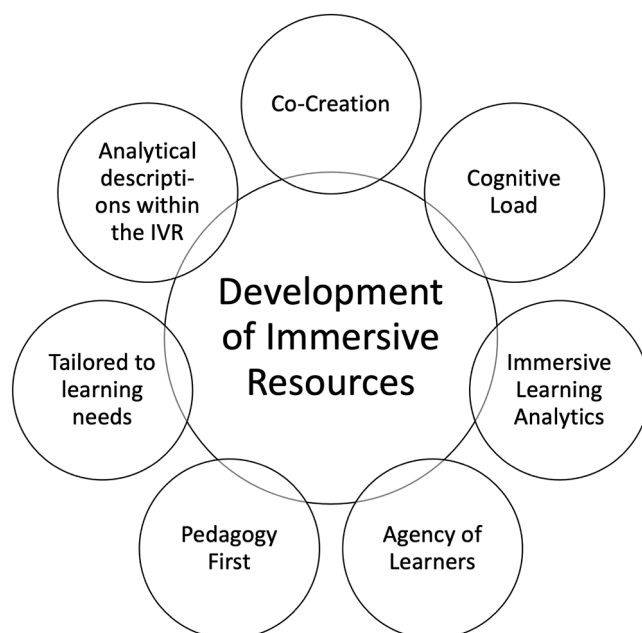 Co-Creation
Cognitive
Load
Immersive
Learning
Analytics
Agency of
Learners
Pedagogy
First
Tailored to
learning
needs
Analytical
descripti-
ons within
the IVR
Development
of Immersive
Resources